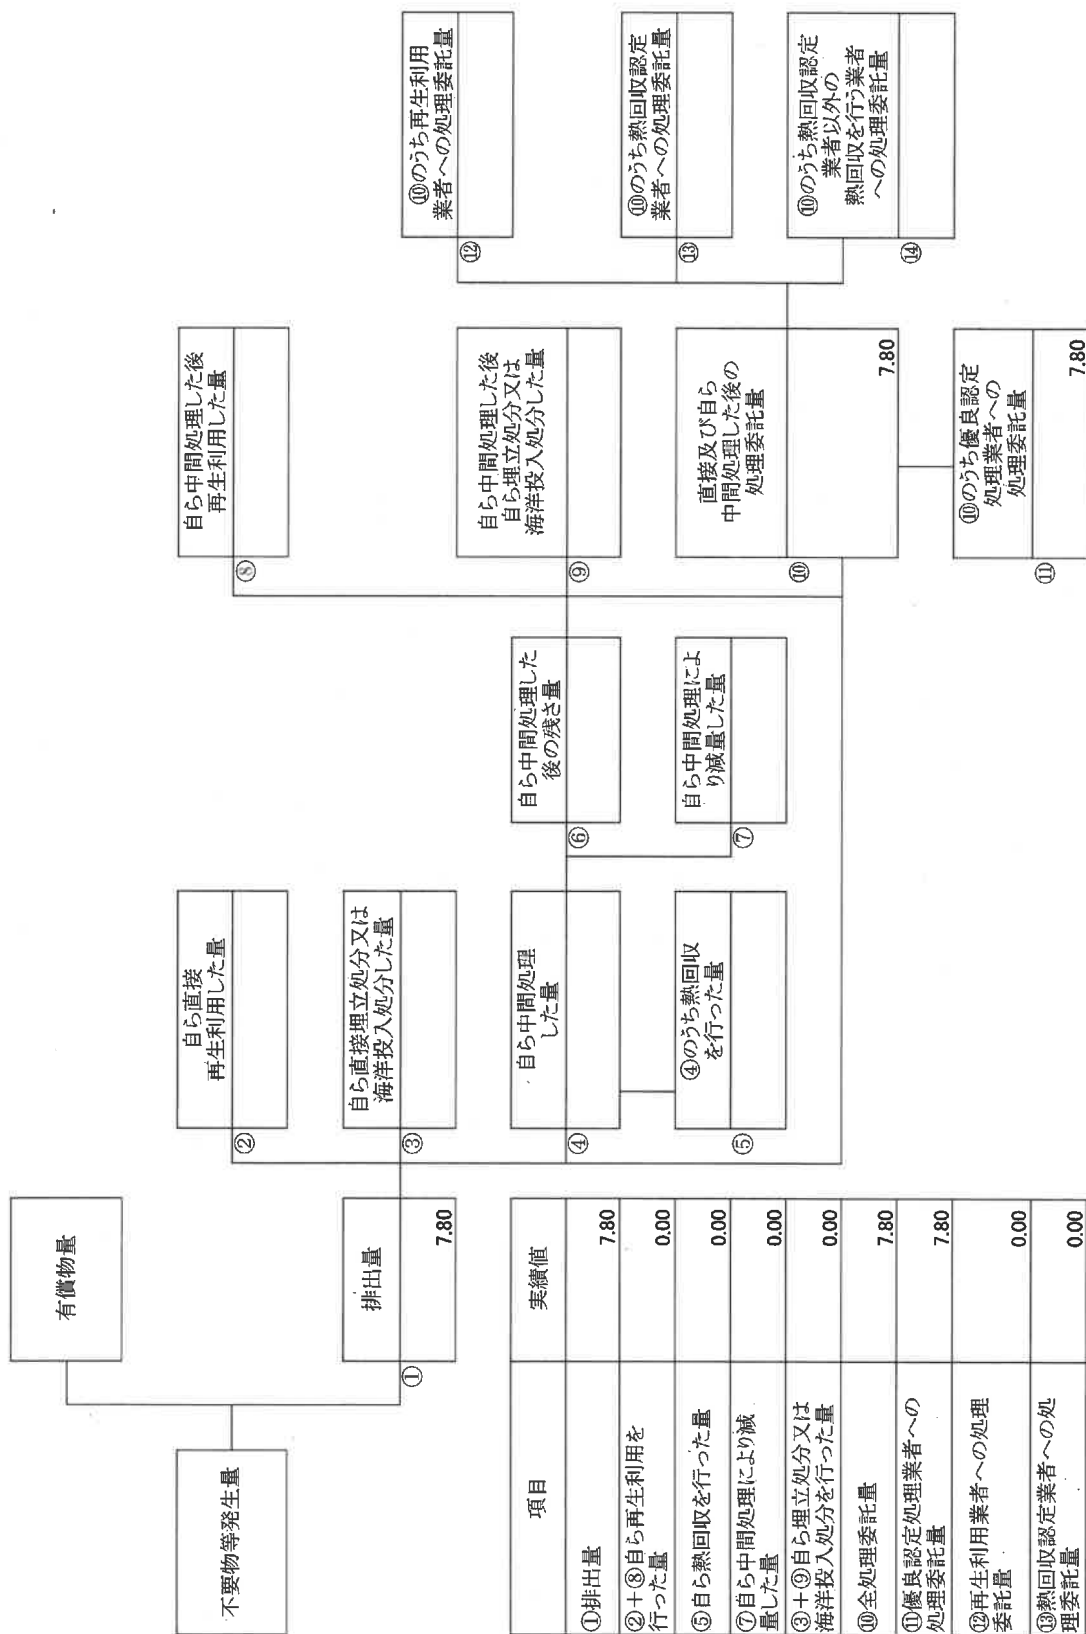 不要物等発生量
有償物量
排出量
①
7.80
自ら直接
再生利用した量
②
自ら直接埋立処分又は
海洋投入処分した量
③
自ら中間処理
した量
④
④のうち熱回収
を行った量
⑤
自ら中間処理した
後の残さ量
⑥
自ら中間処理によ
り減量した量
⑦
自ら中間処理した後
再生利用した量
⑧
自ら中間処理した後
自ら埋立処分又は
海洋投入処分した量
⑨
直接及び自ら
中間処理した後の
処理委託量
⑩
7.80
⑩のうち優良認定
処理業者への
処理委託量
⑪
7.80
⑩のうち再生利用
業者への処理委託量
⑫
⑩のうち熱回収認定
業者への処理委託量
⑬
⑩のうち熱回収認定
業者以外の
熱回収を行う業者
への処理委託量
⑭
項目 実績値
①排出量 7.80
②+⑧自ら再生利用を
行った量 0.00
⑤自ら熱回収を行った量 0.00
⑦自ら中間処理により減
量した量 0.00
③+⑨自ら埋立処分又は
海洋投入処分を行った量 0.00
⑩全処理委託量 7.80
⑪優良認定処理業者への
処理委託量 7.80
⑫再生利用業者への処理
委託量 0.00
⑬熱回収認定業者への処
理委託量 0.00